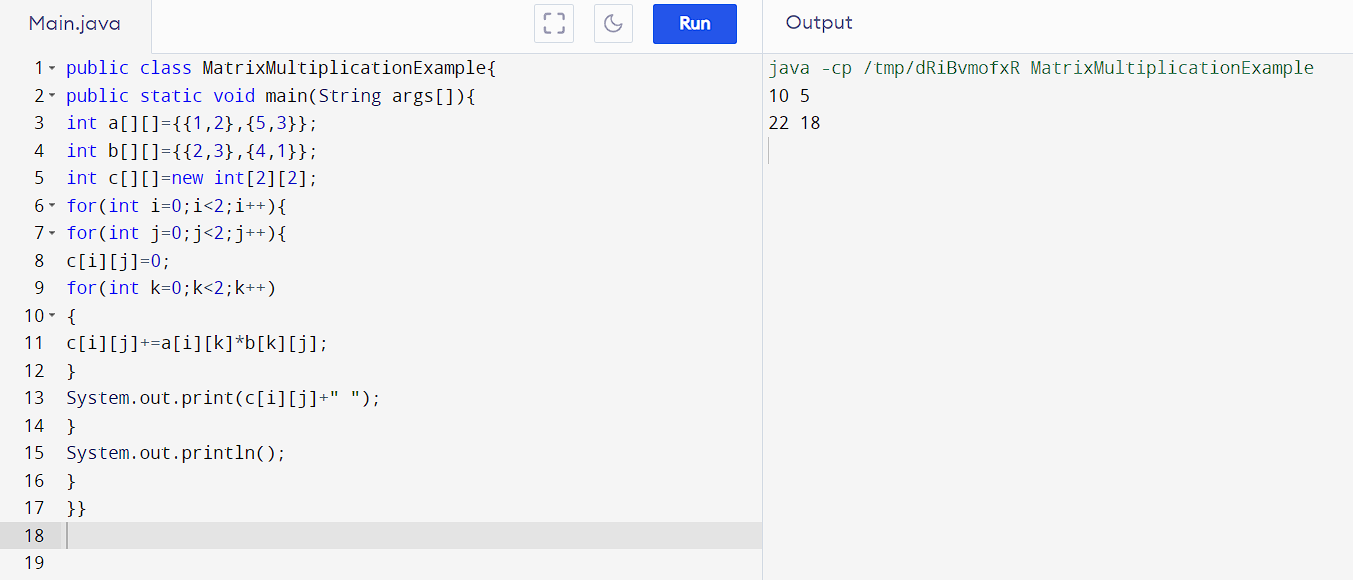 Main.java
Run
Output
1 public class MatrixMultiplicationExample{
2 public static void main(String args[]){
3 int a[][]={{1,2},{5,3}};
4 int b[][]={{2,3},{4,1}};
5 int c[][]=new int[2][2];
6 for(int i=0;i<2;i++){
7 for(int j=0;j<2;j++){
8 c[i][j]=0;
9 for(int k=0;k<2;k++)
10 {
11 c[i][j]+=a[i][k]*b[k][j];
12 }
13 System.out.print(c[i][j]+" ");
14 }
15 System.out.println();
16 }
17 }}
18
19
java -cp /tmp/dRiBvmofxR MatrixMultiplicationExample
10 5
22 18